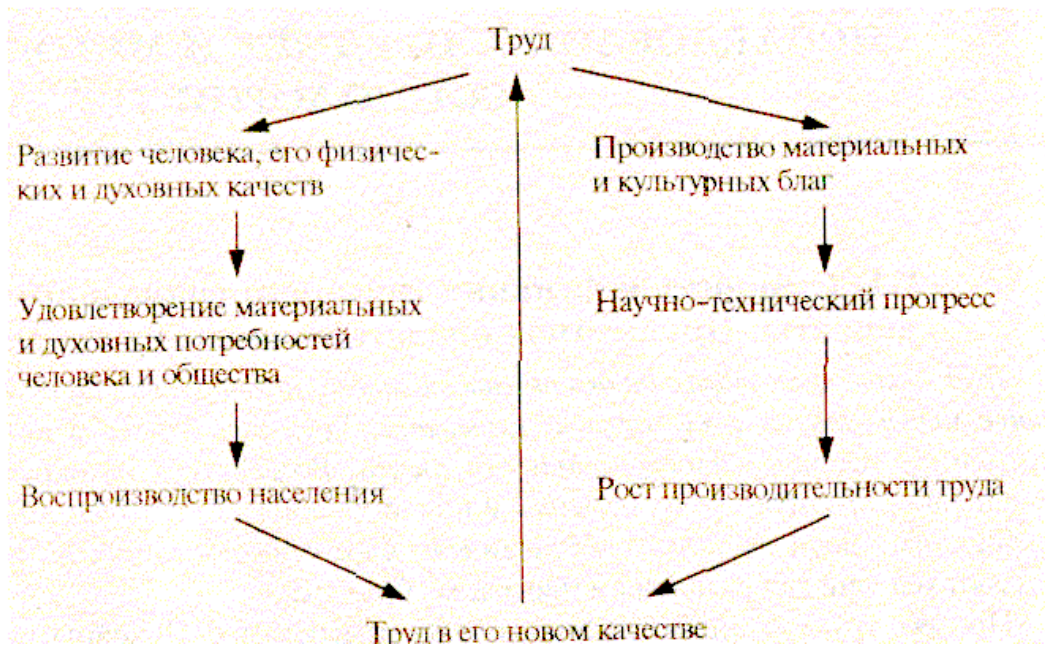 Труд
Развитие человека, его физичес-
ких и духовных качеств
Производство материальных
и культурных благ
Удовлетворение материальных
и духовных потребностей
человека и общества
Научно-технический прогресс
Воспроизводство населения
Рост производительности труда
Труд в его новом качестве